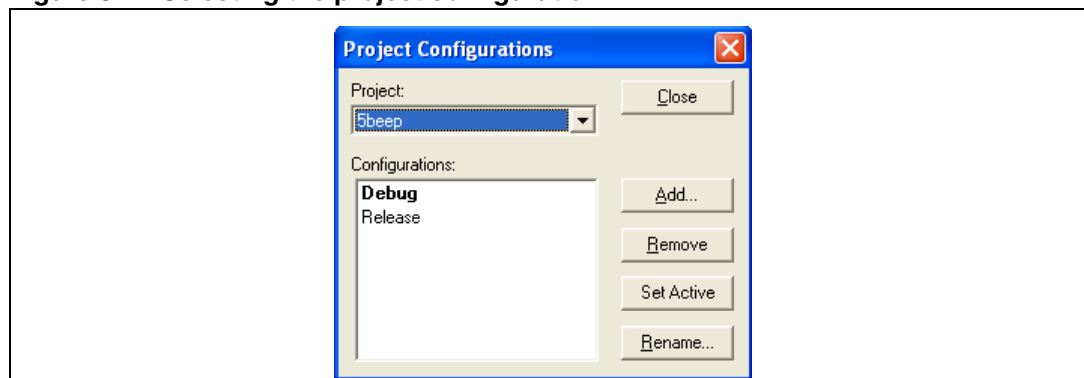 Project Configurations
Project:
Close
5beep
Configurations:
Debug
Add...
Release
Remove
Set Active
Rename...